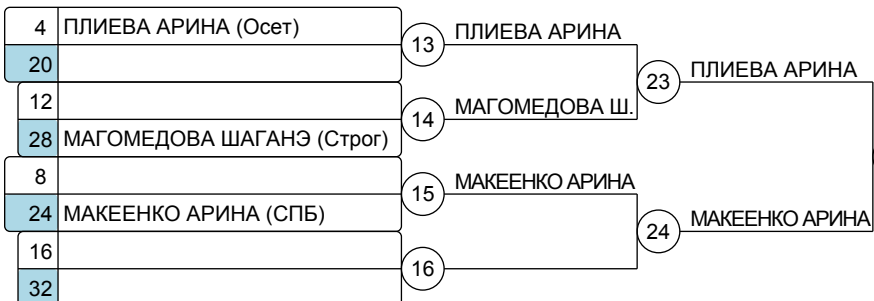 4 ПЛИЕВА АРИНА (Осет)
20
12
28 МАГОМЕДОВА ШАГАНЭ (Строг)
8
24 МАКЕЕНКО АРИНА (СПБ)
16
32
13 ПЛИЕВА АРИНА
14 МАГОМЕДОВА Ш.
15 МАКЕЕНКО АРИНА
16
23 ПЛИЕВА АРИНА
24 МАКЕЕНКО АРИНА